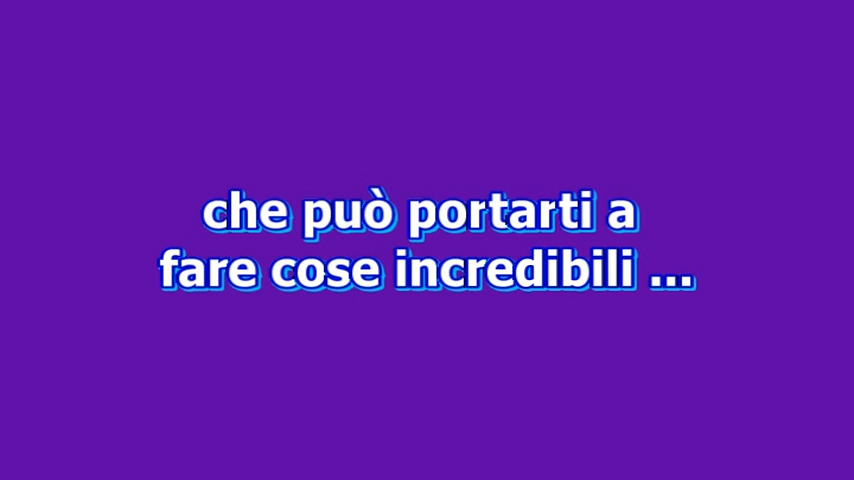 che può portarti a
fare cose incredibili ...